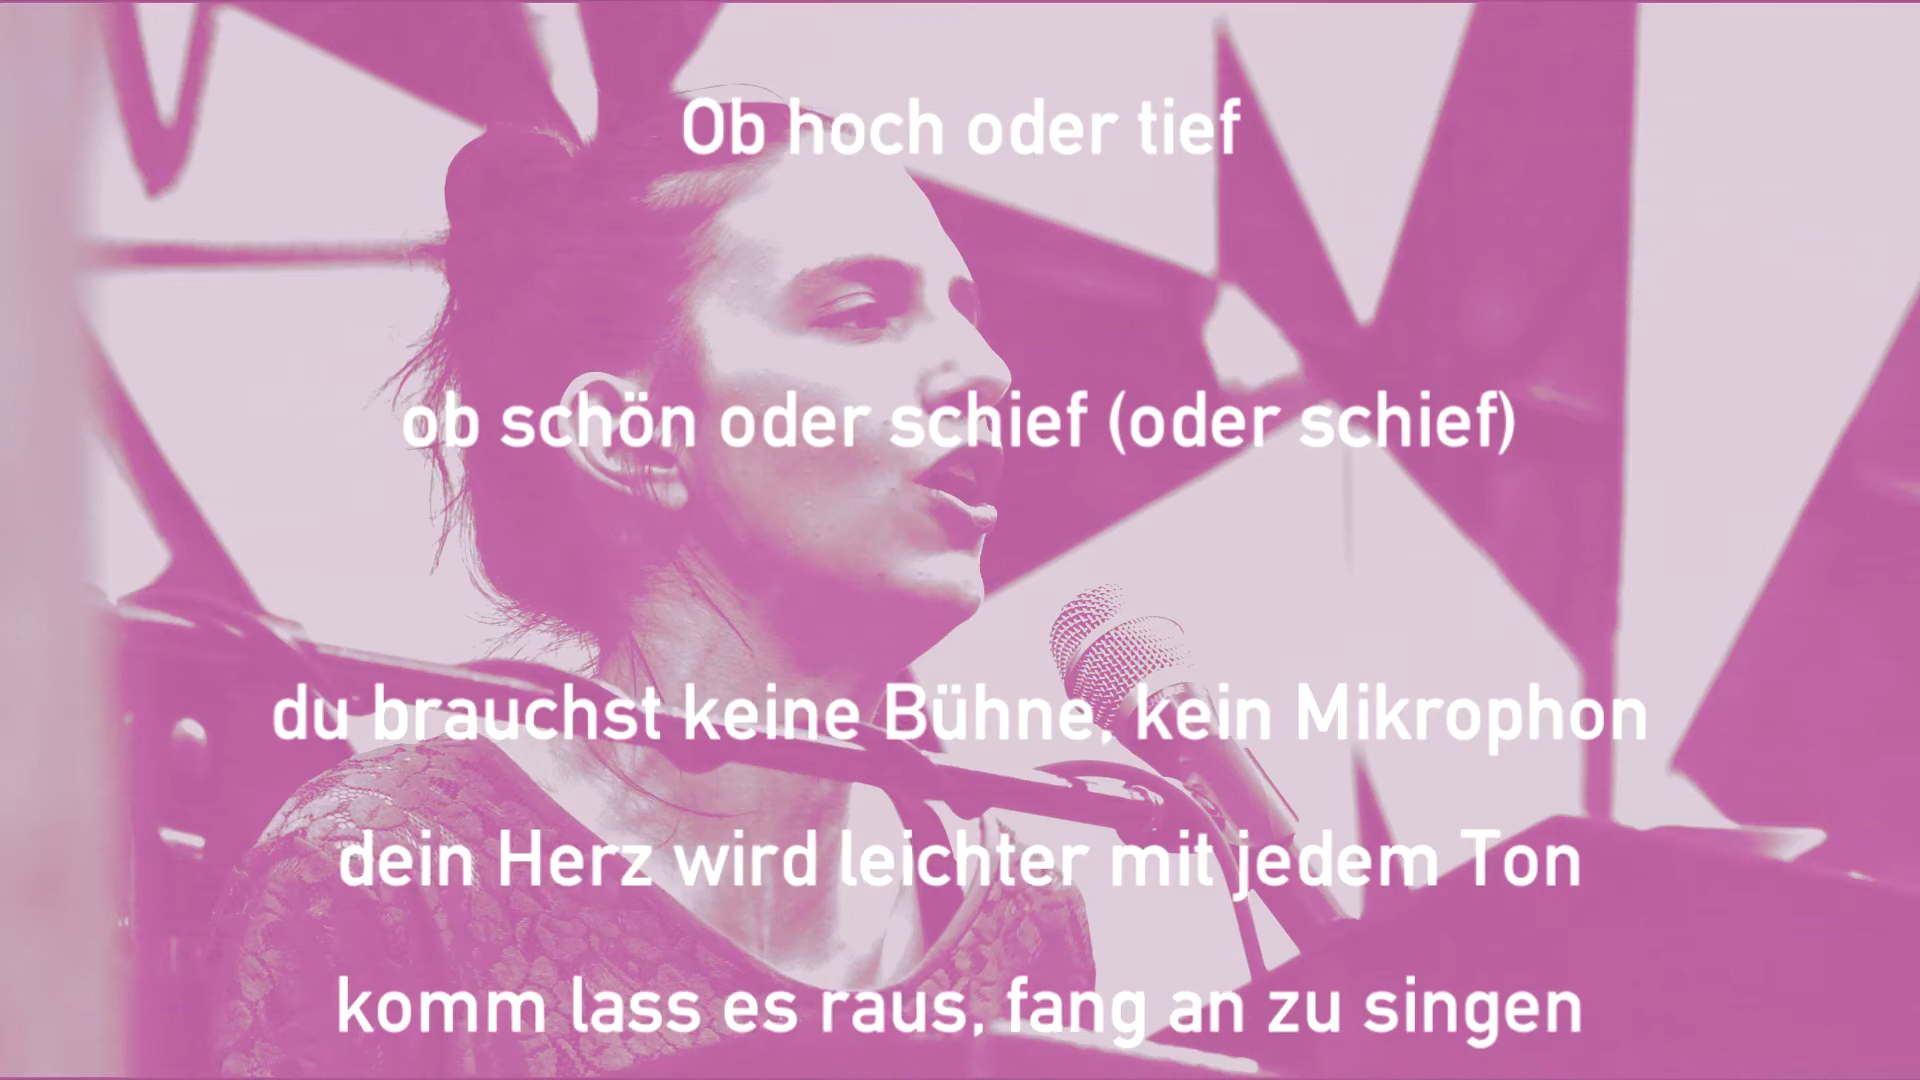 Ob hoch oder tief
ob schön oder schief (oder schief)
du brauchst keine Bühne, kein Mikrophon
dein Herz wird leichter mit jedem Ton
komm lass es raus, fang an zu singen